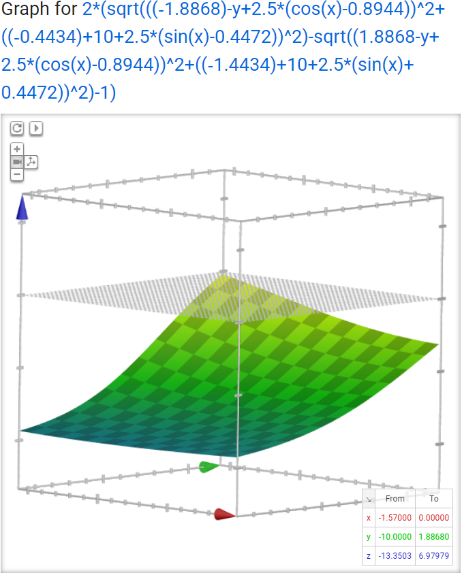 Graph for 2*(sqrt(((-1.8868)-y+2.5*(cos(x)-0.8944))^2+
((-0.4434)+10+2.5*(sin(x)-0.4472))^2)-sqrt((1.8868-y+
2.5*(cos(x)-0.8944))^2+((-1.4434)+10+2.5*(sin(x)+
0.4472))^2)-1)
From To
x -1.57000 0.00000
y -10.0000 1.88680
z -13.3503 6.97979